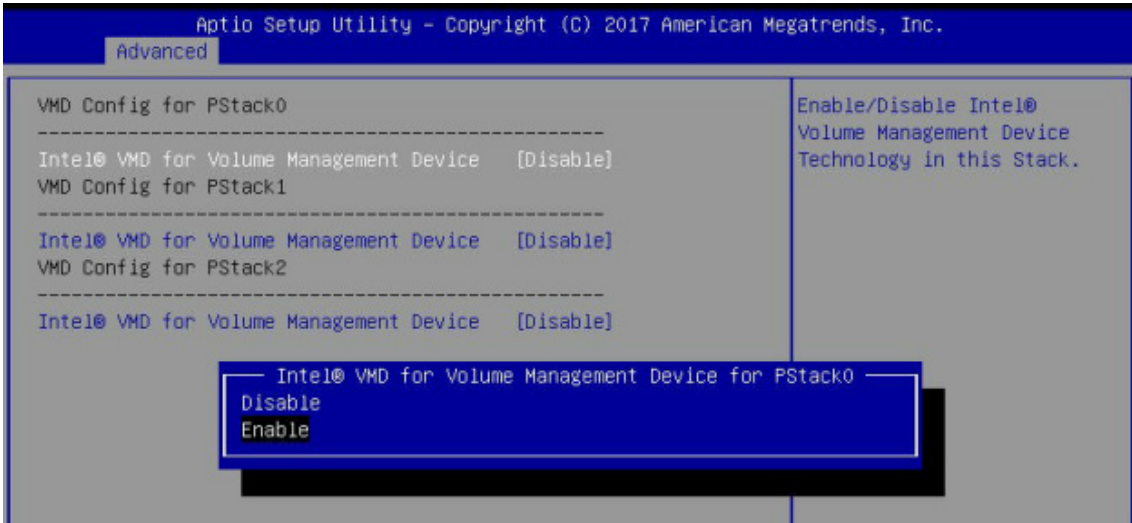 Aptio Setup Utility – Copyright (C) 2017 American Megatrends, Inc.
Advanced
VMD Config for PStack0
------------------------------------------------------
Intel® VMD for Volume Management Device [Disable]
VMD Config for PStack1
------------------------------------------------------
Intel® VMD for Volume Management Device [Disable]
VMD Config for PStack2
------------------------------------------------------
Intel® VMD for Volume Management Device [Disable]
Enable/Disable Intel®
Volume Management Device
Technology in this Stack.
Intel® VMD for Volume Management Device for PStack0
Disable
Enable